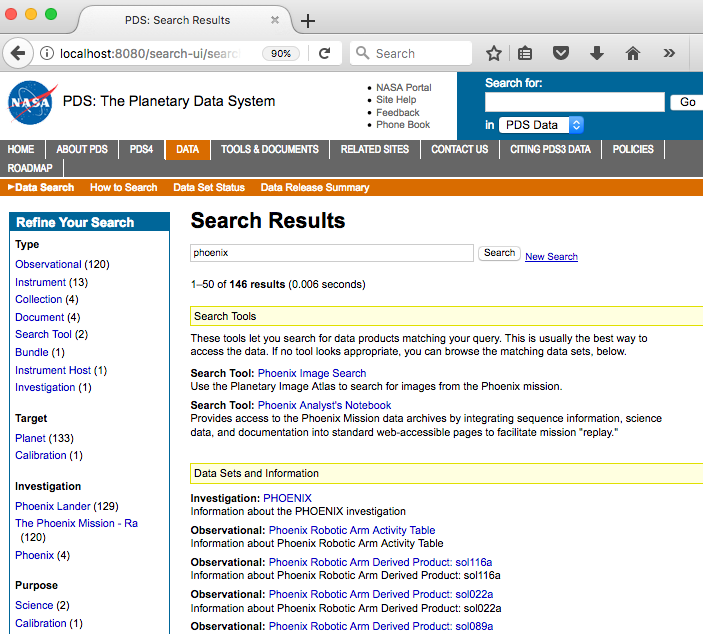 PDS: Search Results
localhost:8080/search-ui/searc
90%
Search
NASA
PDS: The Planetary Data System
NASA Portal
Site Help
Feedback
Phone Book
Search for:
Go
in PDS Data
HOME ABOUT PDS PDS4 DATA TOOLS & DOCUMENTS RELATED SITES CONTACT US CITING PDS3 DATA POLICIES
ROADMAP
Data Search How to Search Data Set Status Data Release Summary
Refine Your Search
Type
Observational (120)
Instrument (13)
Collection (4)
Document (4)
Search Tool (2)
Bundle (1)
Instrument Host (1)
Investigation (1)
Target
Planet (133)
Calibration (1)
Investigation
Phoenix Lander (129)
The Phoenix Mission - Ra
(120)
Phoenix (4)
Purpose
Science (2)
Calibration (1)
Search Results
phoenix Search New Search
1–50 of 146 results (0.006 seconds)
Search Tools
These tools let you search for data products matching your query. This is usually the best way to
access the data. If no tool looks appropriate, you can browse the matching data sets, below.
Search Tool: Phoenix Image Search
Use the Planetary Image Atlas to search for images from the Phoenix mission.
Search Tool: Phoenix Analyst's Notebook
Provides access to the Phoenix Mission data archives by integrating sequence information, science
data, and documentation into standard web-accessible pages to facilitate mission "replay."
Data Sets and Information
Investigation: PHOENIX
Information about the PHOENIX investigation
Observational: Phoenix Robotic Arm Activity Table
Information about Phoenix Robotic Arm Activity Table
Observational: Phoenix Robotic Arm Derived Product: sol116a
Information about Phoenix Robotic Arm Derived Product: sol116a
Observational: Phoenix Robotic Arm Derived Product: sol022a
Information about Phoenix Robotic Arm Derived Product: sol022a
Observational: Phoenix Robotic Arm Derived Product: sol089a